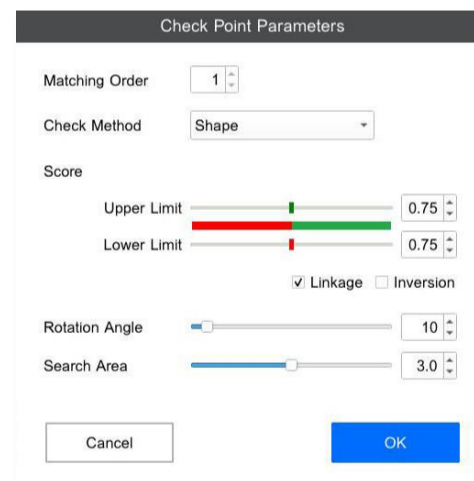 Check Point Parameters
Matching Order 1
Check Method Shape
Score
Upper Limit 0.75
Lower Limit 0.75
Linkage Inversion
Rotation Angle 10
Search Area 3.0
Cancel OK